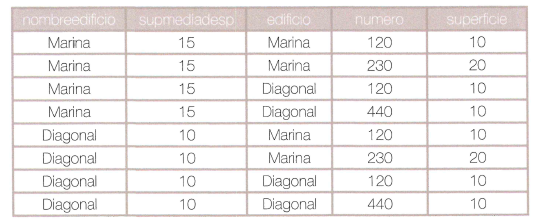 nombreedificio supmediadesp edificio numero superficie
Marina 15 Marina 120 10
Marina 15 Marina 230 20
Marina 15 Diagonal 120 10
Marina 15 Diagonal 440 10
Diagonal 10 Marina 120 10
Diagonal 10 Marina 230 20
Diagonal 10 Diagonal 120 10
Diagonal 10 Diagonal 440 10